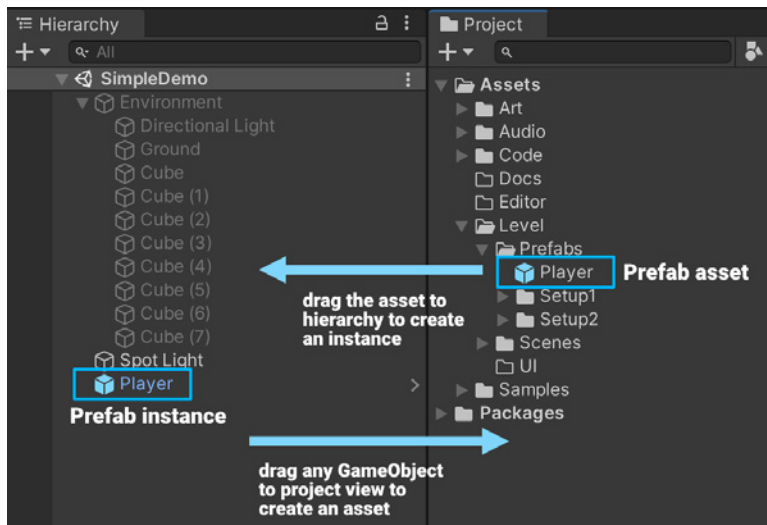 Hierarchy
All
SimpleDemo
Environment
Directional Light
Ground
Cube
Cube (1)
Cube (2)
Cube (3)
Cube (4)
Cube (5)
Cube (6)
Cube (7)
Spot Light
Player
Prefab instance
Project
Assets
Art
Audio
Code
Docs
Editor
Level
Prefabs
Player
Prefab asset
Setup1
Setup2
Scenes
UI
Samples
Packages
drag the asset to
hierarchy to create
an instance
drag any GameObject
to project view to
create an asset